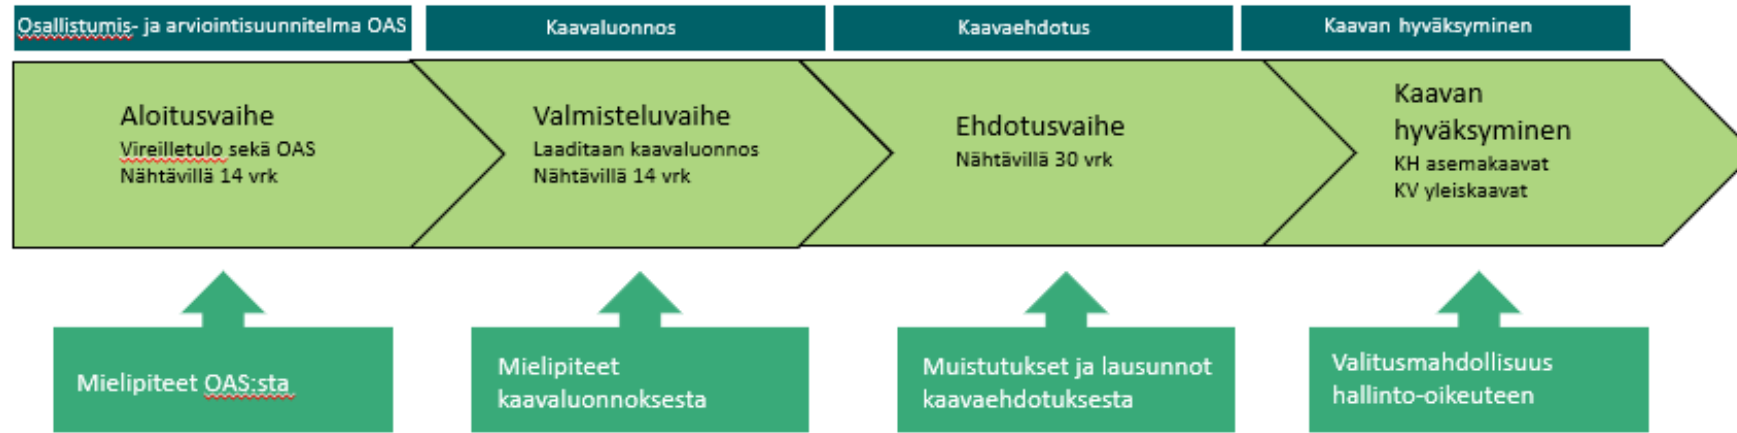 Osallistumis- ja arviointisuunnitelma OAS
Kaavaluonnos
Kaavaehdotus
Kaavan hyväksyminen
Aloitusvaihe
Vireilletulo sekä OAS
Nähtävillä 14 vrk
Valmisteluvaihe
Laaditaan kaavaluonnos
Nähtävillä 14 vrk
Ehdotusvaihe
Nähtävillä 30 vrk
Kaavan
hyväksyminen
KH asemakaavat
KV yleiskaavat
Mielipiteet OAS:sta
Mielipiteet
kaavaluonnoksesta
Muistutukset ja lausunnot
kaavaehdotuksesta
Valitusmahdollisuus
hallinto-oikeuteen